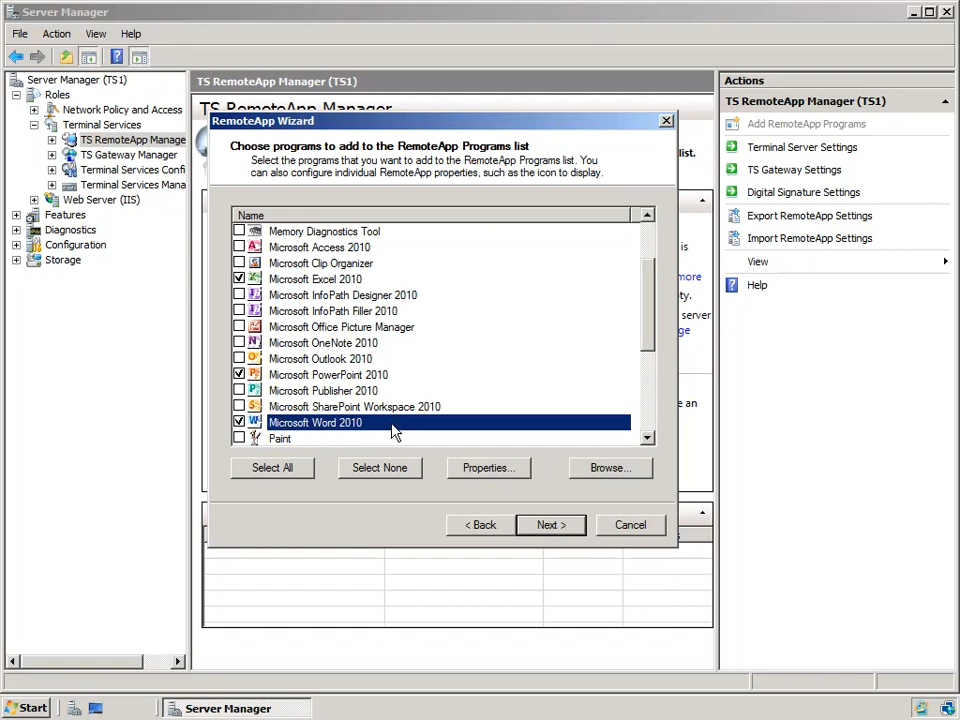 Server Manager
File
Action
View
Help
Server Manager (TS1)
Roles
Network Policy and Access
Terminal Services
TS RemoteApp Manage
TS Gateway Manager
Terminal Services Confi
Terminal Services Mana
Web Server (IIS)
Features
Diagnostics
Configuration
Storage
TS RemoteApp Manager (TS1)
TS RemoteApp Manager
list.
is
more
ty.
server
ge
e an
RemoteApp Wizard
Choose programs to add to the RemoteApp Programs list
Select the programs that you want to add to the RemoteApp Programs list. You
can also configure individual RemoteApp properties, such as the icon to display.
Name
Memory Diagnostics Tool
Microsoft Access 2010
Microsoft Clip Organizer
Microsoft Excel 2010
Microsoft InfoPath Designer 2010
Microsoft InfoPath Filler 2010
Microsoft Office Picture Manager
Microsoft OneNote 2010
Microsoft Outlook 2010
Microsoft PowerPoint 2010
Microsoft Publisher 2010
Microsoft SharePoint Workspace 2010
Microsoft Word 2010
Paint
Select All
Select None
Properties...
Browse...
< Back
Next >
Cancel
Actions
TS RemoteApp Manager (TS1)
Add RemoteApp Programs
Terminal Server Settings
TS Gateway Settings
Digital Signature Settings
Export RemoteApp Settings
Import RemoteApp Settings
View
Help
Start
Server Manager